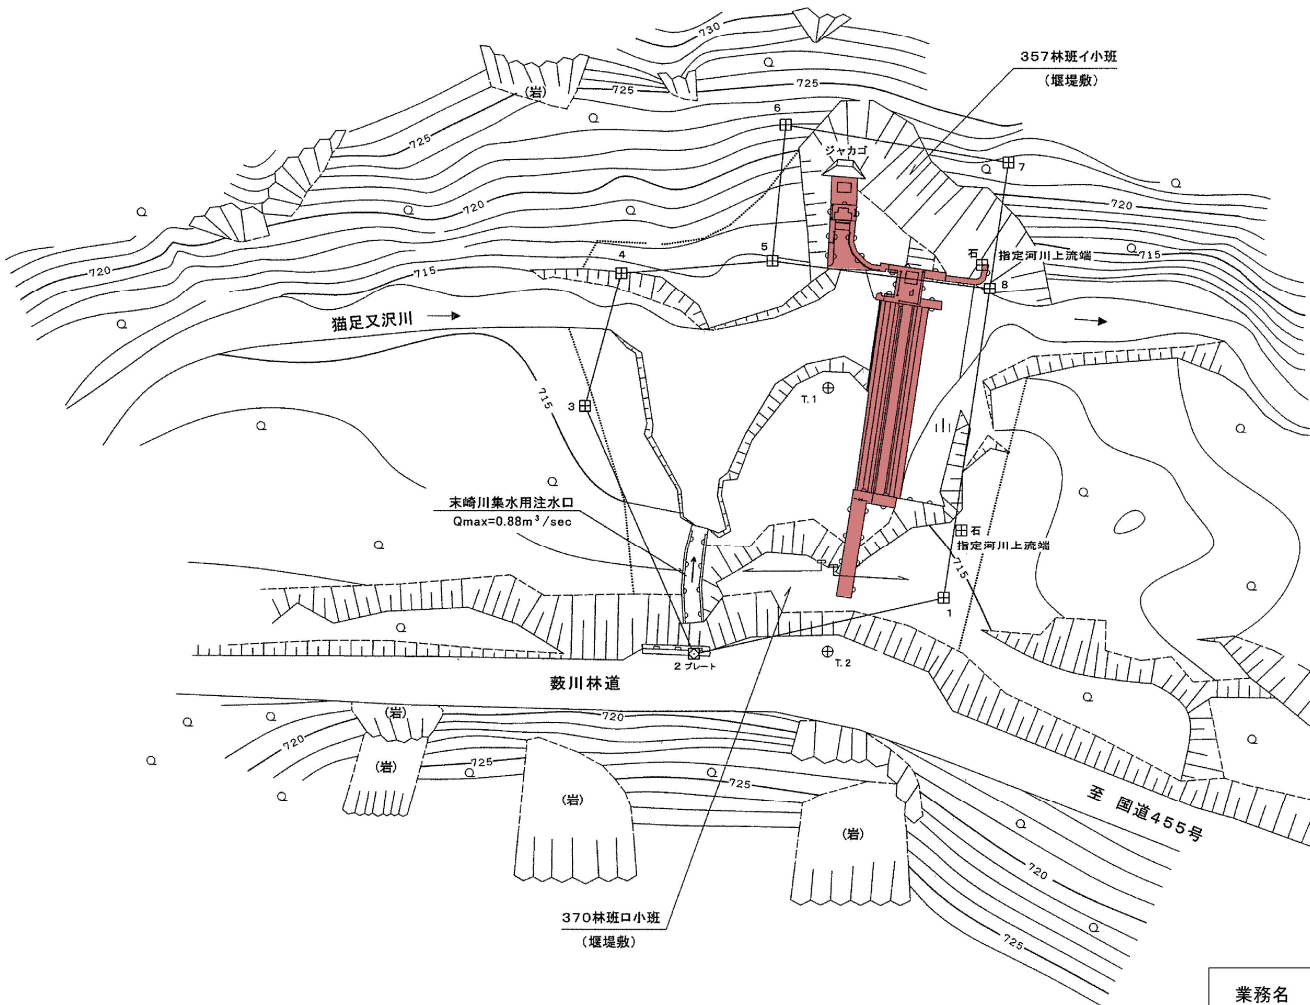 730
357林班イ小班
(堰堤敷)
(岩)
725
725
6
ジャカゴ
7
720
720
5
石
指定河川上流端
715
720
4
715
8
猫足又沢川
T.1
715
3
末崎川集水用注水口
Qmax=0.88m³/sec
石
指定河川上流端
715
1
2 プレート
T.2
薮川林道
(岩)
720
720
(岩)
725
725
(岩)
(岩)
至 国道455号
720
370林班ロ小班
(堰堤敷)
725
業務名